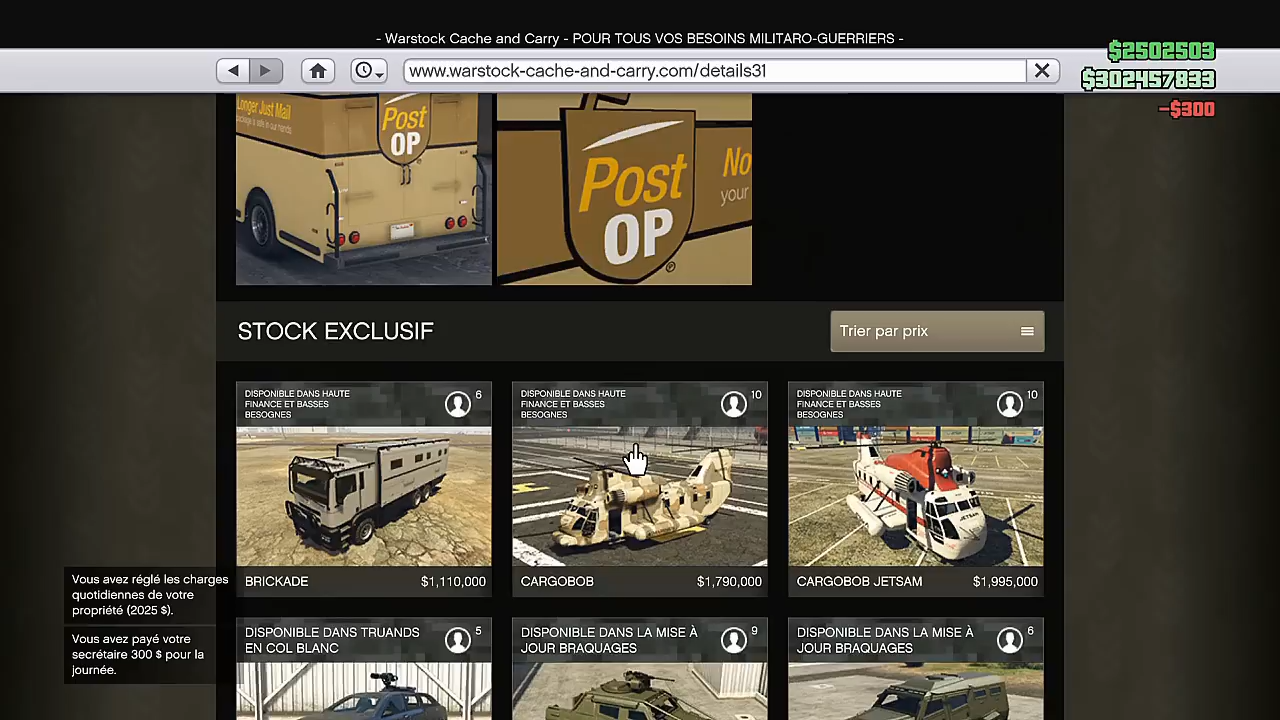 - Warstock Cache and Carry - POUR TOUS VOS BESOINS MILITARO-GUERRIERS -
$2502503
www.warstock-cache-and-carry.com/details31
$302457833
-$300
Longer Just Mail
Post
OP
Post
OP
No
your
STOCK EXCLUSIF
Trier par prix
DISPONIBLE DANS HAUTE
FINANCE ET BASSES
BESOGNES
6
DISPONIBLE DANS HAUTE
FINANCE ET BASSES
BESOGNES
10
DISPONIBLE DANS HAUTE
FINANCE ET BASSES
BESOGNES
10
JETSAM
BRICKADE $1,110,000
CARGOBOB $1,790,000
CARGOBOB JETSAM $1,995,000
Vous avez réglé les charges
quotidiennes de votre
propriété (2025 $).
Vous avez payé votre
secrétaire 300 $ pour la
journée.
DISPONIBLE DANS TRUANDS
EN COL BLANC
5
DISPONIBLE DANS LA MISE À
JOUR BRAQUAGES
9
DISPONIBLE DANS LA MISE À
JOUR BRAQUAGES
6